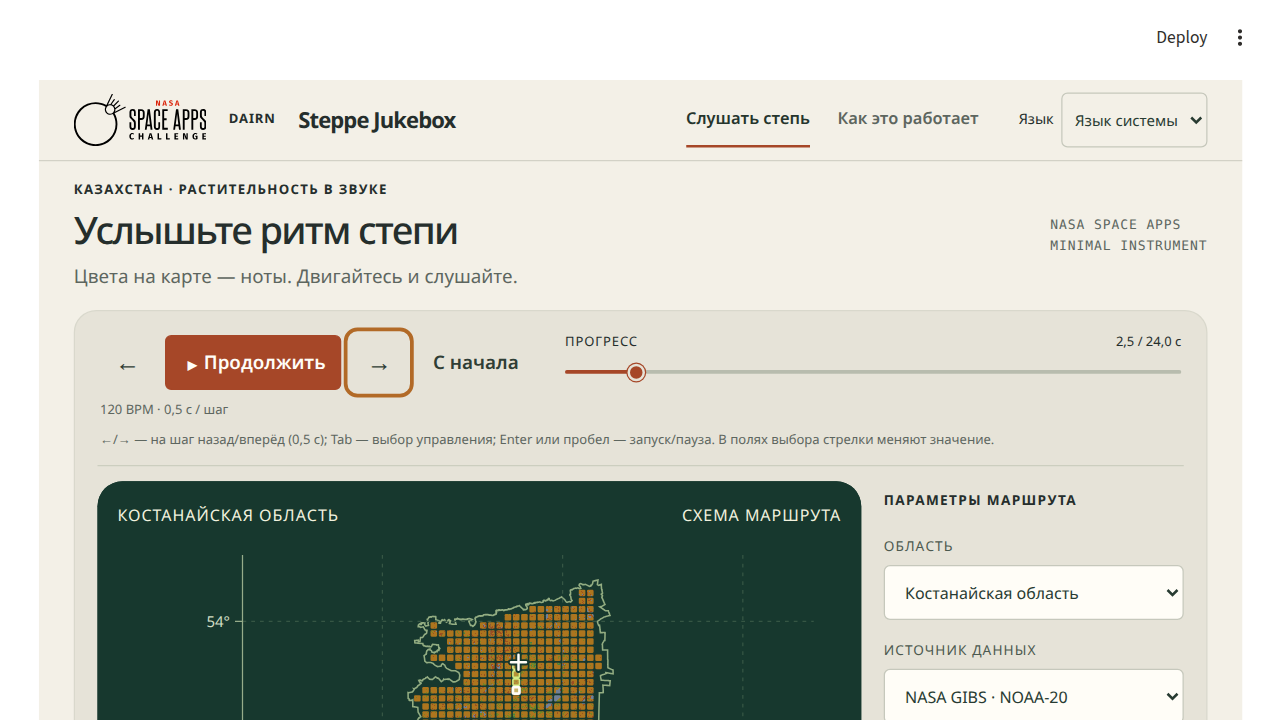 Deploy
NASA
SPACE APPS
CHALLENGE
DAIRN
Steppe Jukebox
Слушать степь
Как это работает
Язык
Язык системы
КАЗАХСТАН · РАСТИТЕЛЬНОСТЬ В ЗВУКЕ
Услышьте ритм степи
NASA SPACE APPS
MINIMAL INSTRUMENT
Цвета на карте — ноты. Двигайтесь и слушайте.
←
▶ Продолжить
→
С начала
ПРОГРЕСС
2,5 / 24,0 с
120 BPM · 0,5 с / шаг
←/→ — на шаг назад/вперёд (0,5 с); Tab — выбор управления; Enter или пробел — запуск/пауза. В полях выбора стрелки меняют значение.
КОСТАНАЙСКАЯ ОБЛАСТЬ
СХЕМА МАРШРУТА
54°
ПАРАМЕТРЫ МАРШРУТА
ОБЛАСТЬ
Костанайская область
ИСТОЧНИК ДАННЫХ
NASA GIBS · NOAA-20